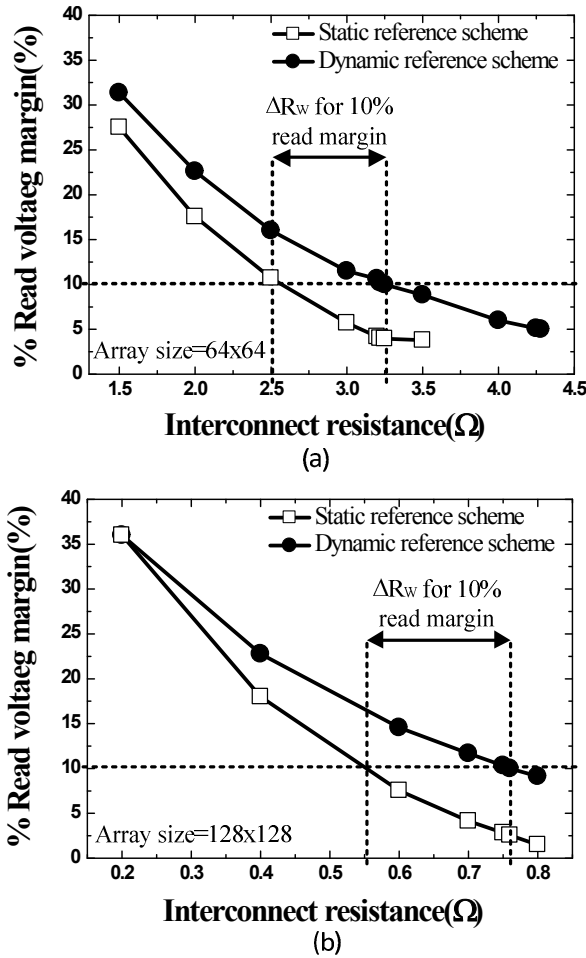 (a)
40
35
30
25
20
15
10
5
0
% Read voltaeg margin(%)
Static reference scheme
Dynamic reference scheme
ΔRw for 10%
read margin
Array size=64x64
1.5 2.0 2.5 3.0 3.5 4.0 4.5
Interconnect resistance(Ω)
40
35
30
25
20
15
10
5
0
% Read voltaeg margin(%)
Static reference scheme
Dynamic reference scheme
ΔRw for 10%
read margin
Array size=128x128
0.2 0.4 0.6 0.7 0.8
Interconnect resistance(Ω)
(b)